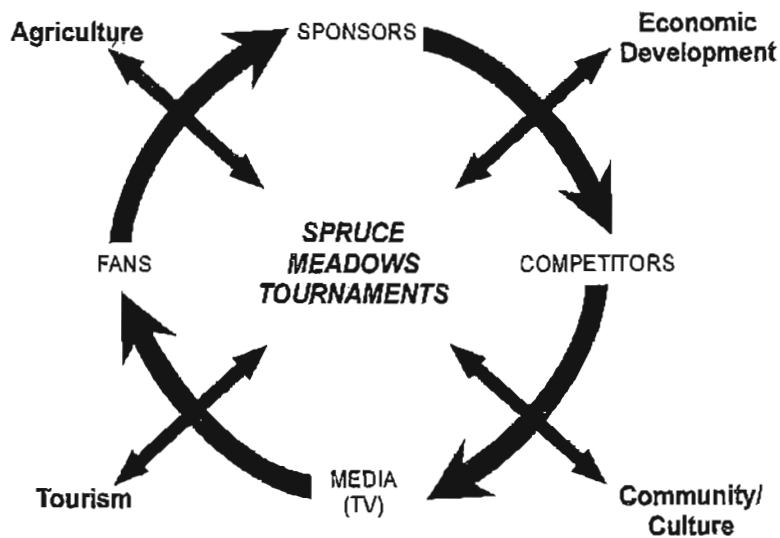 Agriculture
SPONSORS
Economic
Development
SPRUCE
MEADOWS
TOURNAMENTS
FANS
COMPETITORS
Tourism
MEDIA
(TV)
Community/
Culture